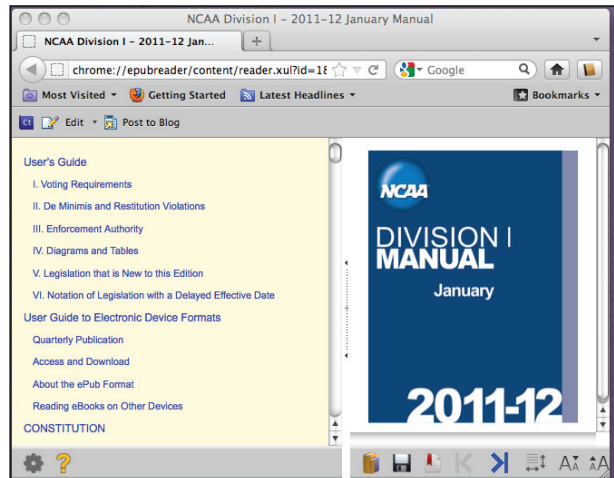 NCAA Division I – 2011–12 January Manual
NCAA Division I – 2011–12 Jan...
chrome://epubreader/content/reader.xul?id=18
Google
Most Visited
Getting Started
Latest Headlines
Bookmarks
Ct
Edit
Post to Blog
User's Guide
I. Voting Requirements
II. De Minimis and Restitution Violations
III. Enforcement Authority
IV. Diagrams and Tables
V. Legislation that is New to this Edition
VI. Notation of Legislation with a Delayed Effective Date
User Guide to Electronic Device Formats
Quarterly Publication
Access and Download
About the ePub Format
Reading eBooks on Other Devices
CONSTITUTION
NCAA
DIVISION I
MANUAL
January
2011-12